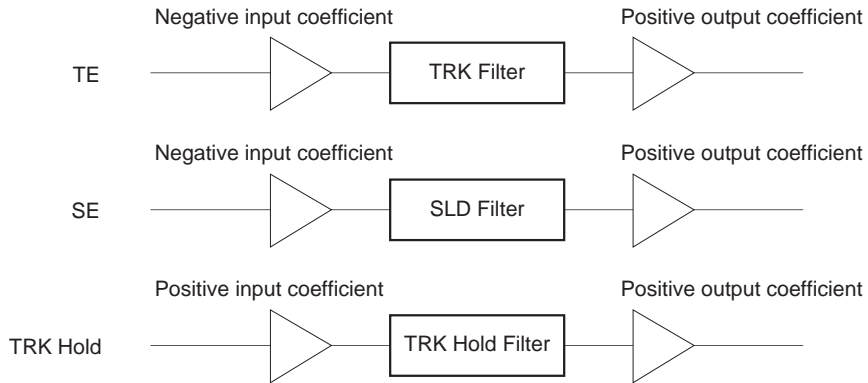 Negative input coefficient
Positive output coefficient
TE
TRK Filter
Negative input coefficient
Positive output coefficient
SE
SLD Filter
Positive input coefficient
Positive output coefficient
TRK Hold
TRK Hold Filter